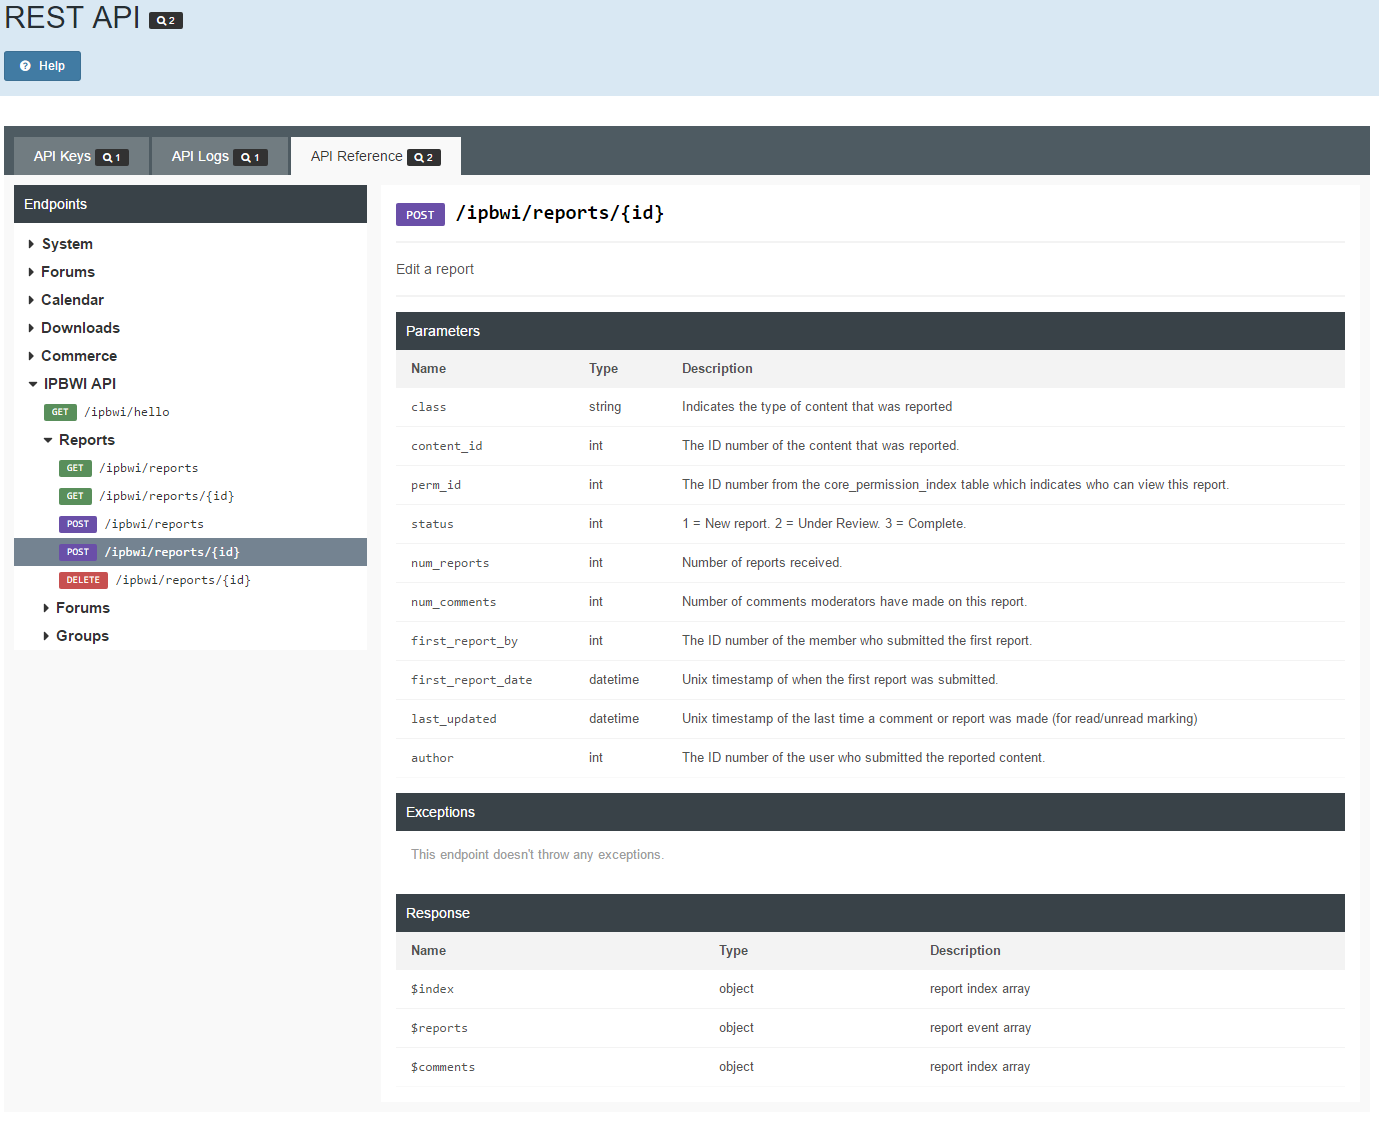 REST API 2
Help
API Keys 1 API Logs 1 API Reference 2
Endpoints
System
Forums
Calendar
Downloads
Commerce
IPBWI API
GET /ipbwi/hello
Reports
GET /ipbwi/reports
GET /ipbwi/reports/{id}
POST /ipbwi/reports
POST /ipbwi/reports/{id}
DELETE /ipbwi/reports/{id}
Forums
Groups
POST /ipbwi/reports/{id}
Edit a report
Parameters
Name Type Description
class string Indicates the type of content that was reported
content_id int The ID number of the content that was reported.
perm_id int The ID number from the core_permission_index table which indicates who can view this report.
status int 1 = New report. 2 = Under Review. 3 = Complete.
num_reports int Number of reports received.
num_comments int Number of comments moderators have made on this report.
first_report_by int The ID number of the member who submitted the first report.
first_report_date datetime Unix timestamp of when the first report was submitted.
last_updated datetime Unix timestamp of the last time a comment or report was made (for read/unread marking)
author int The ID number of the user who submitted the reported content.
Exceptions
This endpoint doesn't throw any exceptions.
Response
Name Type Description
$index object report index array
$reports object report event array
$comments object report index array